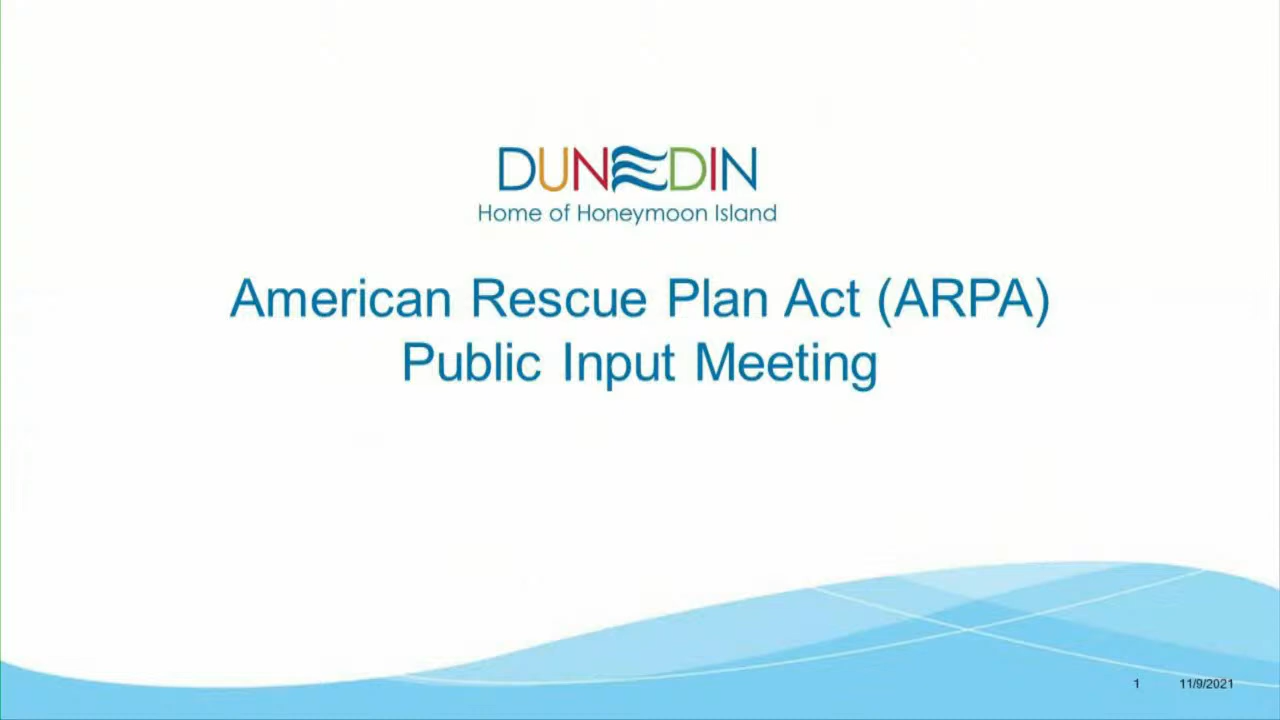 DUNEDIN
Home of Honeymoon Island
American Rescue Plan Act (ARPA)
Public Input Meeting
1 11/9/2021